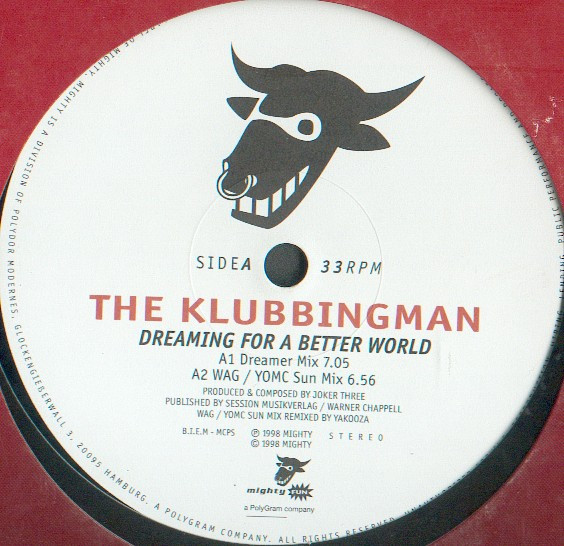 SIDEA 33RPM
THE KLUBBINGMAN
DREAMING FOR A BETTER WORLD
A1 Dreamer Mix 7.05
A2 WAG / YOMC Sun Mix 6.56
PRODUCED & COMPOSED BY JOKER THREE
PUBLISHED BY SESSION MUSIKVERLAG / WARNER CHAPPELL
WAG / YOMC SUN MIX REMIXED BY YAKOOZA
B.I.E.M - MCPS ℗ 1998 MIGHTY STEREO
© 1998 MIGHTY
mighty FUN
a PolyGram company
OF MIGHTY. MIGHTY IS A DIVISION OF POLYDOR MODERNES, GLOCKENGIEßERWALL 3, 20095 HAMBURG. A POLYGRAM COMPANY. ALL RIGHTS RESERVED
PUBLIC PERFORMANCE AND